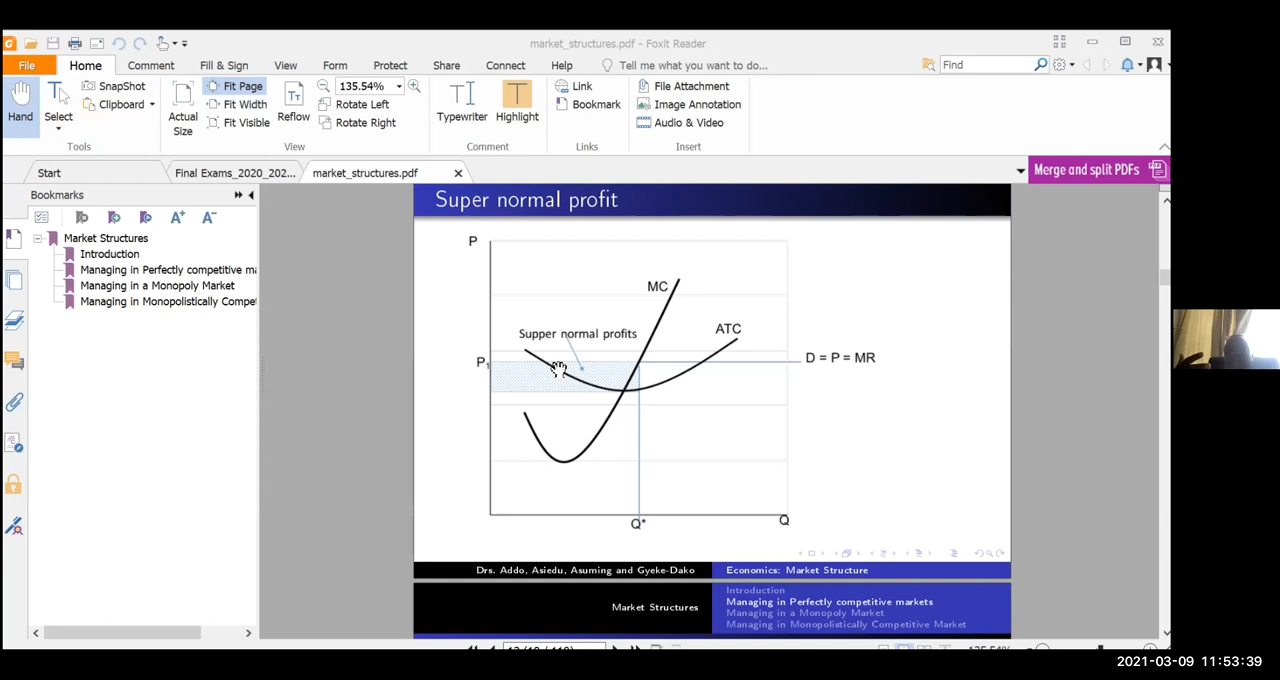 market_structures.pdf - Foxit Reader
File Home Comment Fill & Sign View Form Protect Share Connect Help Tell me what you want to do... Find
SnapShot Fit Page 135.54% Link File Attachment
Clipboard Fit Width Rotate Left Bookmark Image Annotation
Hand Select Actual Size Fit Visible Reflow Rotate Right Typewriter Highlight Audio & Video
Tools View Comment Links Insert
Start Final Exams_2020_202... market_structures.pdf Merge and split PDFs
Bookmarks
Market Structures
Introduction
Managing in Perfectly competitive ma
Managing in a Monopoly Market
Managing in Monopolistically Compet
Super normal profit
P
MC
Supper normal profits
ATC
P1
D = P = MR
Q*
Q
Drs. Addo, Asiedu, Asuming and Gyeke-Dako Economics: Market Structure
Market Structures
Introduction
Managing in Perfectly competitive markets
Managing in a Monopoly Market
Managing in Monopolistically Competitive Market
2021-03-09 11:53:39